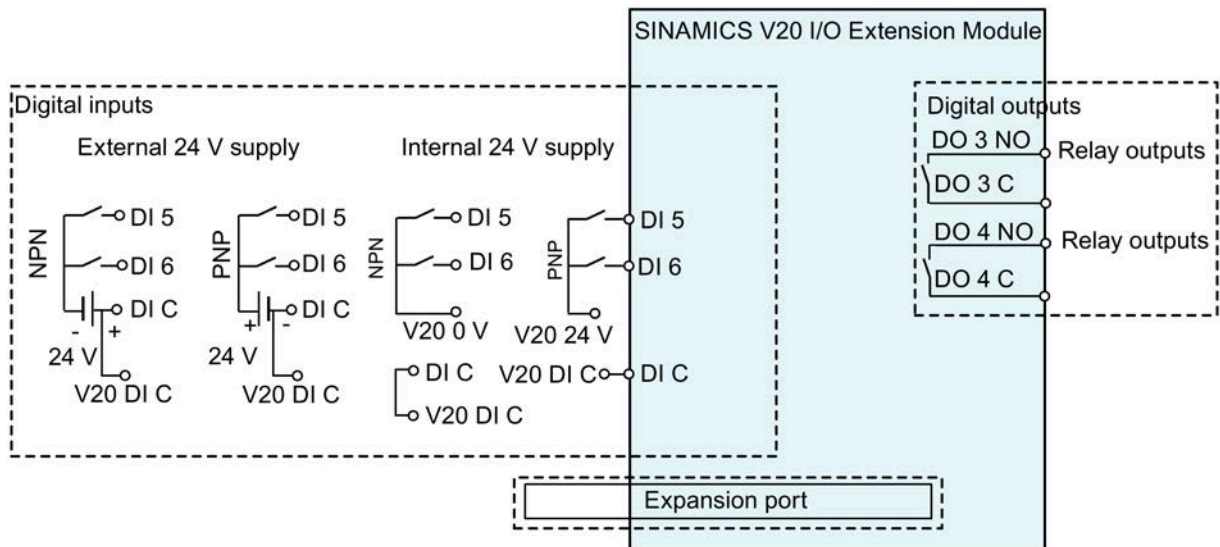 SINAMICS V20 I/O Extension Module
Digital inputs
External 24 V supply
Internal 24 V supply
NPN
DI 5
DI 6
DI C
- +
24 V
V20 DI C
PNP
DI 5
DI 6
DI C
+ -
24 V
V20 DI C
NPN
DI 5
DI 6
V20 0 V
DI C
V20 DI C
PNP
DI 5
DI 6
V20 24 V
V20 DI C
DI C
Digital outputs
DO 3 NO
Relay outputs
DO 3 C
DO 4 NO
Relay outputs
DO 4 C
Expansion port